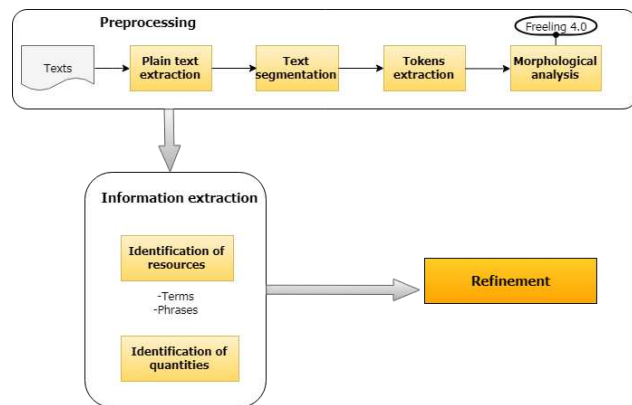 Preprocessing
Freeling 4.0
Texts
Plain text
extraction
Text
segmentation
Tokens
extraction
Morphological
analysis
Information extraction
Identification of
resources
-Terms
-Phrases
Identification of
quantities
Refinement